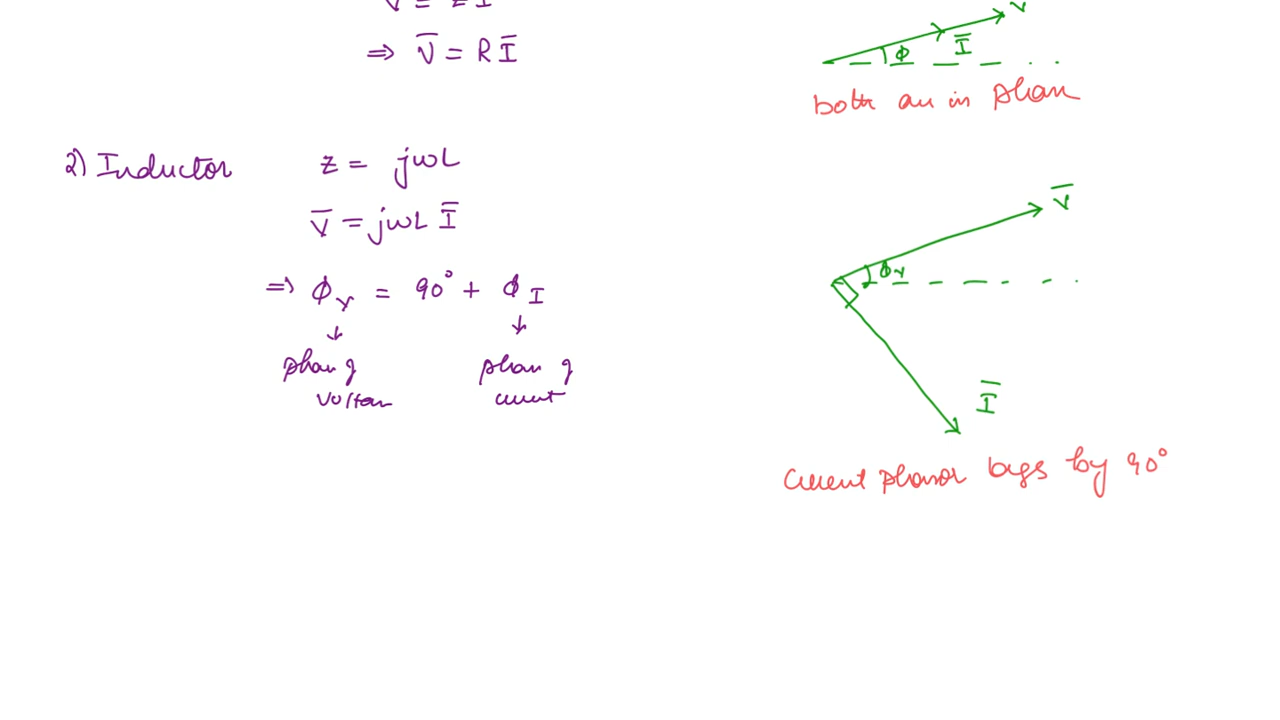 V̅ = Z I
⇒ V̅ = R I̅
V
I̅
ϕ
both are in phase
2) Inductor z = jωL
V̅ = jωL I̅
⇒ ϕ_V = 90° + ϕ_I
↓ ↓
phase of phase of
voltage current
V̅
ϕ_V
I̅
current phasor lags by 90°